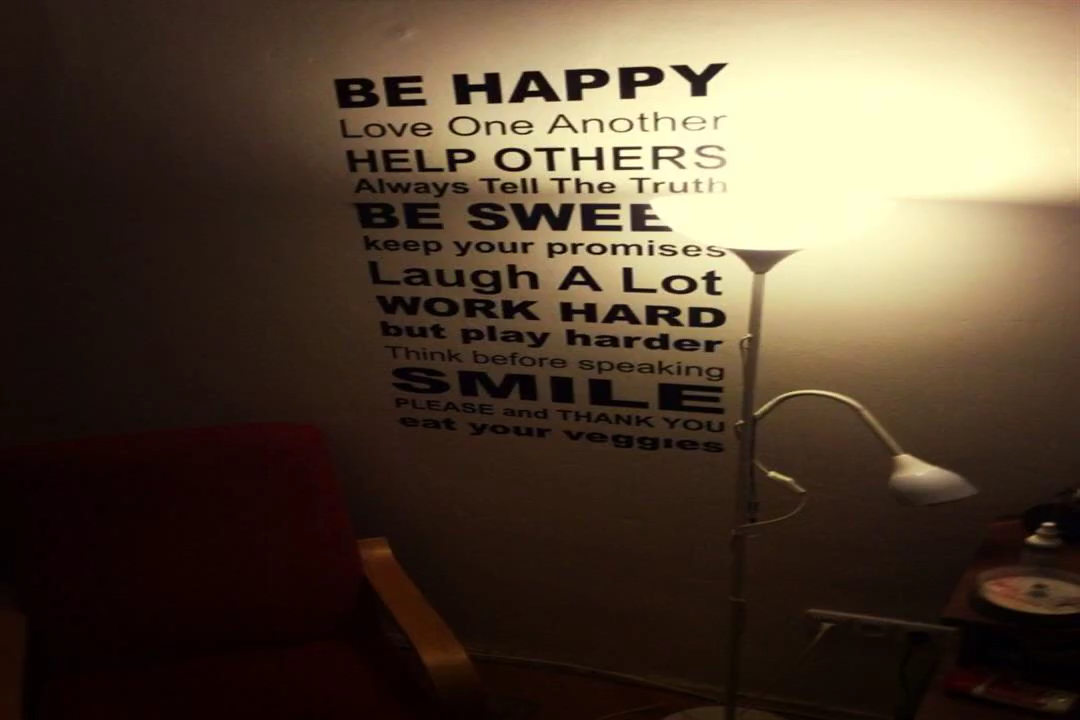 BE HAPPY
Love One Another
HELP OTHERS
Always Tell The Truth
BE SWEE
keep your promises
Laugh A Lot
WORK HARD
but play harder
Think before speaking
SMILE
PLEASE and THANK YOU
eat your veggies